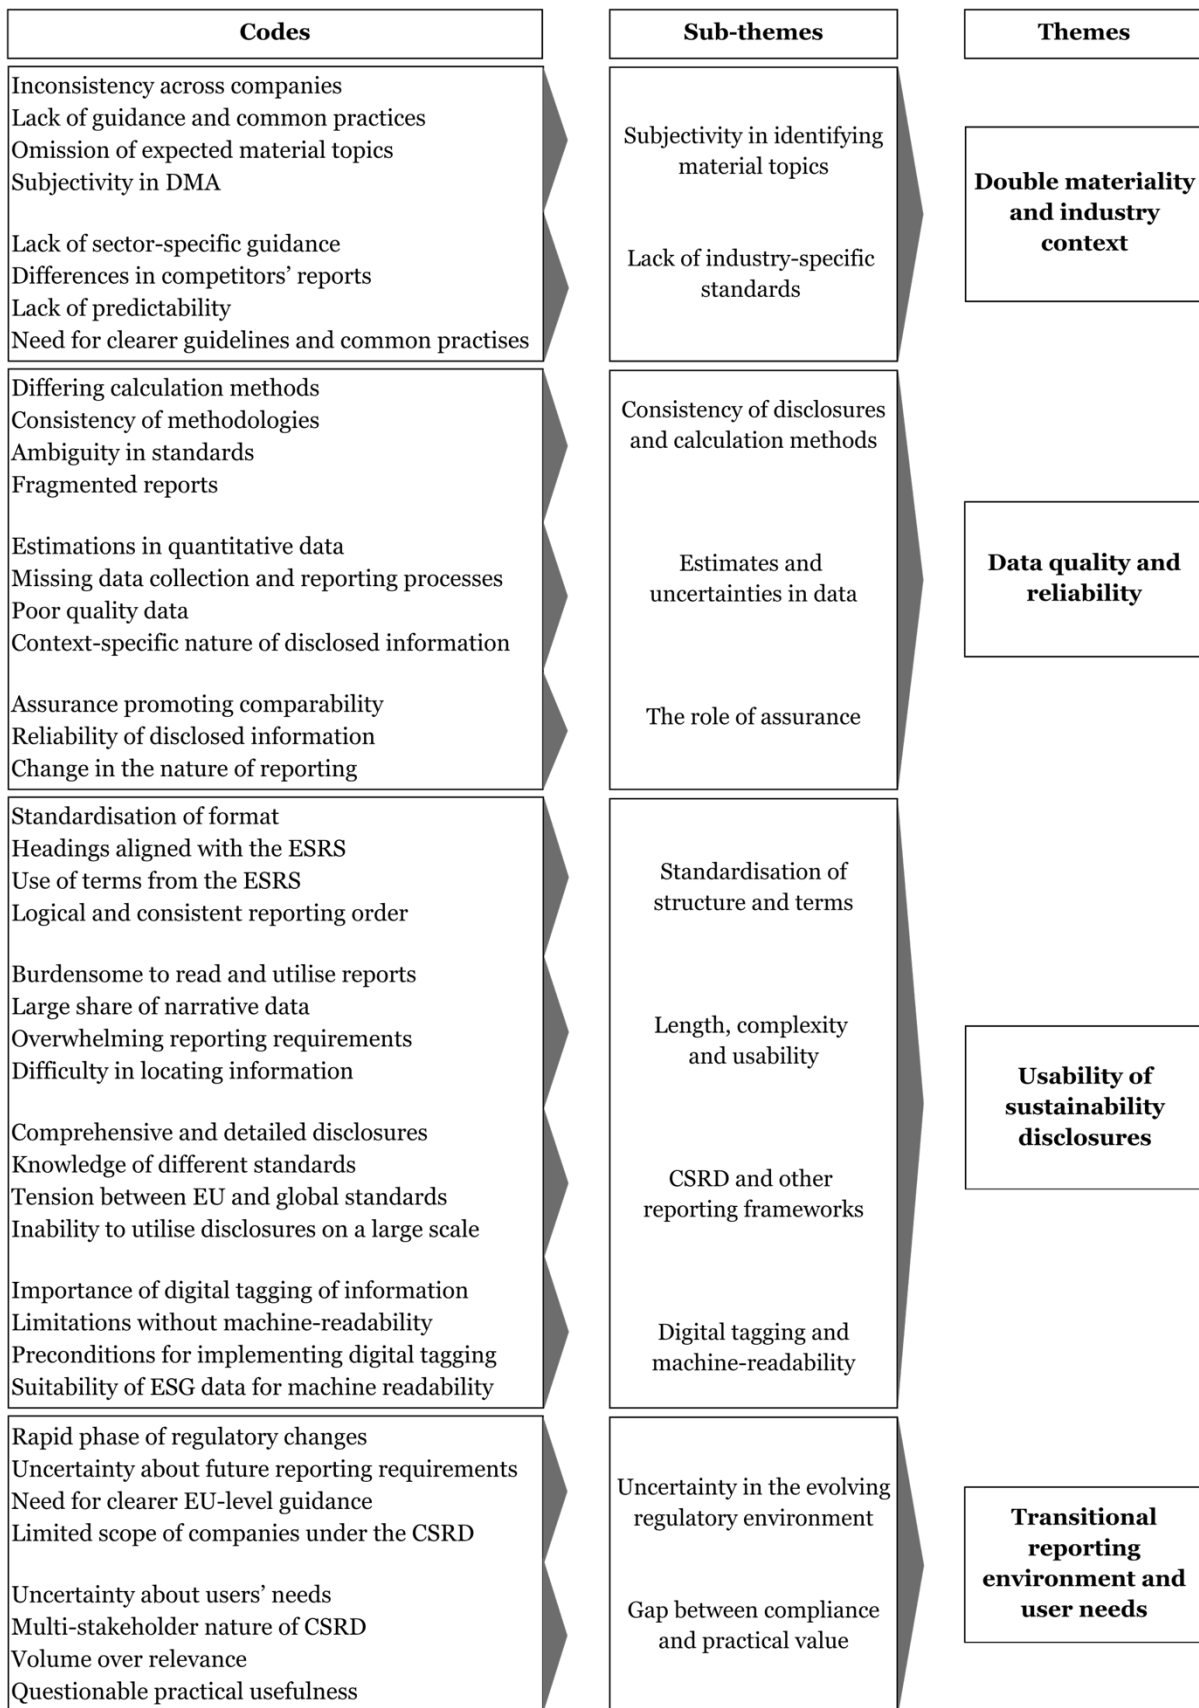 Codes
Sub-themes
Themes
Inconsistency across companies
Lack of guidance and common practices
Omission of expected material topics
Subjectivity in DMA
Lack of sector-specific guidance
Differences in competitors' reports
Lack of predictability
Need for clearer guidelines and common practises
Subjectivity in identifying
material topics
Lack of industry-specific
standards
Double materiality
and industry
context
Differing calculation methods
Consistency of methodologies
Ambiguity in standards
Fragmented reports
Estimations in quantitative data
Missing data collection and reporting processes
Poor quality data
Context-specific nature of disclosed information
Assurance promoting comparability
Reliability of disclosed information
Change in the nature of reporting
Consistency of disclosures
and calculation methods
Estimates and
uncertainties in data
The role of assurance
Data quality and
reliability
Standardisation of format
Headings aligned with the ESRS
Use of terms from the ESRS
Logical and consistent reporting order
Burdensome to read and utilise reports
Large share of narrative data
Overwhelming reporting requirements
Difficulty in locating information
Comprehensive and detailed disclosures
Knowledge of different standards
Tension between EU and global standards
Inability to utilise disclosures on a large scale
Importance of digital tagging of information
Limitations without machine-readability
Preconditions for implementing digital tagging
Suitability of ESG data for machine readability
Standardisation of
structure and terms
Length, complexity
and usability
CSRD and other
reporting frameworks
Digital tagging and
machine-readability
Usability of
sustainability
disclosures
Rapid phase of regulatory changes
Uncertainty about future reporting requirements
Need for clearer EU-level guidance
Limited scope of companies under the CSRD
Uncertainty about users' needs
Multi-stakeholder nature of CSRD
Volume over relevance
Questionable practical usefulness
Uncertainty in the evolving
regulatory environment
Gap between compliance
and practical value
Transitional
reporting
environment and
user needs